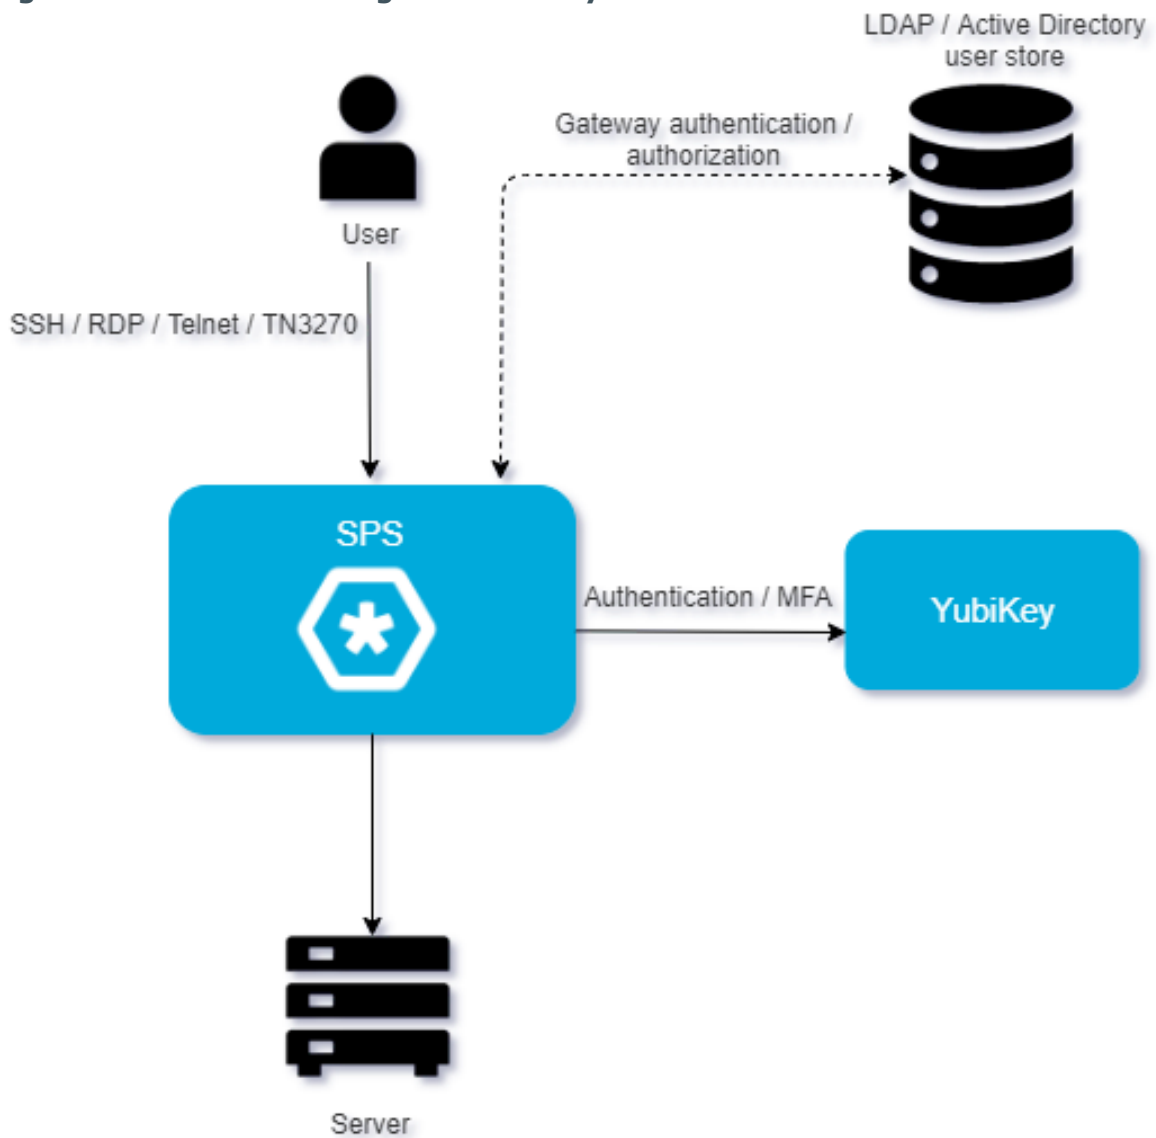 LDAP / Active Directory
user store
Gateway authentication /
authorization
User
SSH / RDP / Telnet / TN3270
SPS
Authentication / MFA
YubiKey
Server